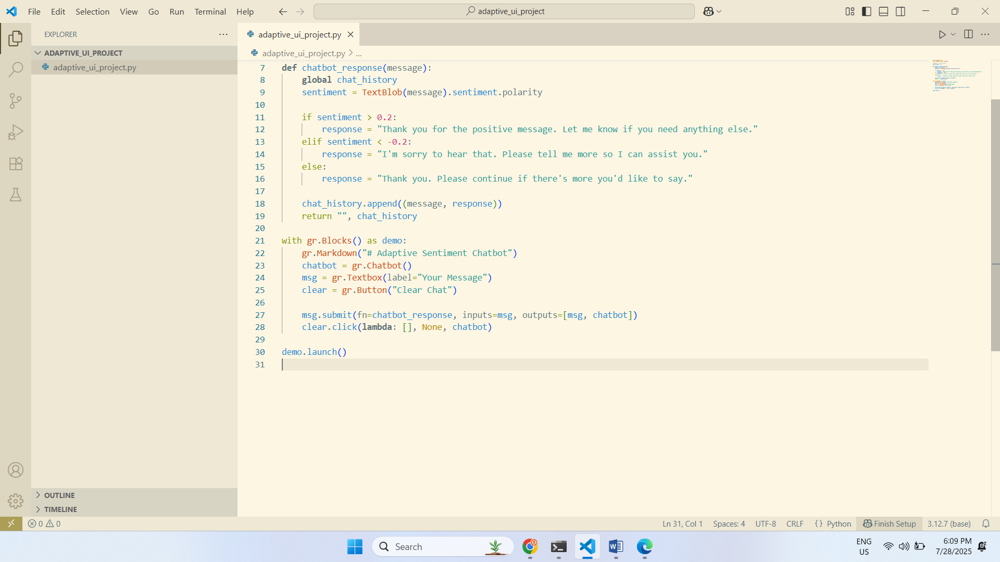 File Edit Selection View Go Run Terminal Help
adaptive_ui_project
EXPLORER
ADAPTIVE_UI_PROJECT
adaptive_ui_project.py
OUTLINE
TIMELINE
adaptive_ui_project.py
adaptive_ui_project.py > ...
7 def chatbot_response(message):
8     global chat_history
9     sentiment = TextBlob(message).sentiment.polarity
10
11     if sentiment > 0.2:
12         response = "Thank you for the positive message. Let me know if you need anything else."
13     elif sentiment < -0.2:
14         response = "I'm sorry to hear that. Please tell me more so I can assist you."
15     else:
16         response = "Thank you. Please continue if there's more you'd like to say."
17
18     chat_history.append((message, response))
19     return "", chat_history
20
21 with gr.Blocks() as demo:
22     gr.Markdown("# Adaptive Sentiment Chatbot")
23     chatbot = gr.Chatbot()
24     msg = gr.Textbox(label="Your Message")
25     clear = gr.Button("Clear Chat")
26
27     msg.submit(fn=chatbot_response, inputs=msg, outputs=[msg, chatbot])
28     clear.click(lambda: [], None, chatbot)
29
30 demo.launch()
31
0 0 Ln 31, Col 1 Spaces: 4 UTF-8 CRLF {} Python Finish Setup 3.12.7 (base)
Search
ENG
US
6:09 PM
7/28/2025